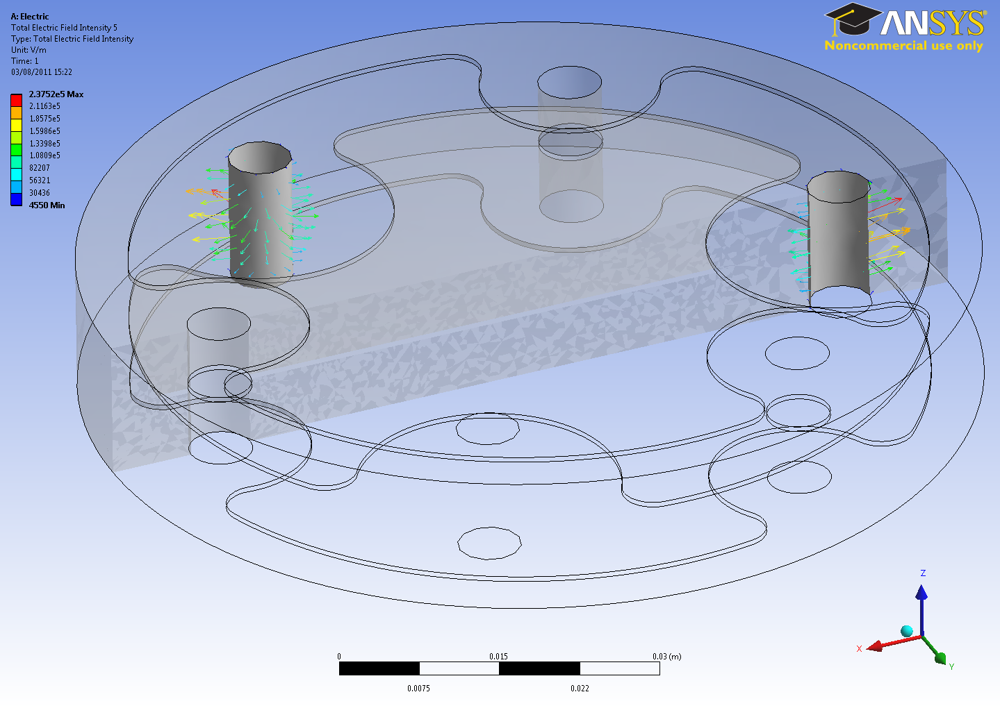 A: Electric
Total Electric Field Intensity 5
Type: Total Electric Field Intensity
Unit: V/m
Time: 1
03/08/2011 15:22
2.3752e5 Max
2.1163e5
1.8575e5
1.5986e5
1.3398e5
1.0809e5
82207
56321
30436
4550 Min
ANSYS®
Noncommercial use only
Z
X
Y
0 0.015 0.03 (m)
0.0075 0.022